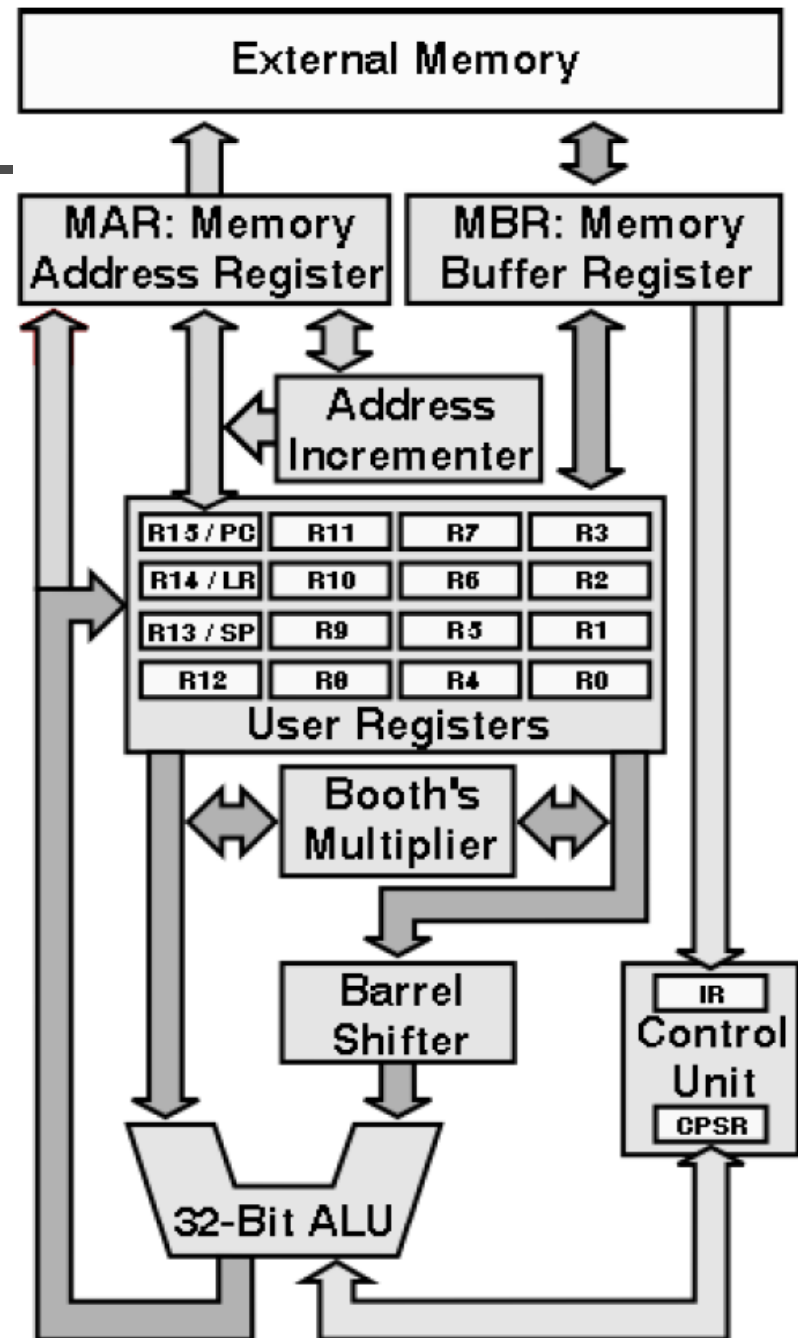 External Memory
MAR: Memory
Address Register
MBR: Memory
Buffer Register
Address
Incrementer
R15 / PC R11 R7 R3
R14 / LR R10 R6 R2
R13 / SP R9 R5 R1
R12 R8 R4 R0
User Registers
Booth's
Multiplier
Barrel
Shifter
IR
Control
Unit
CPSR
32-Bit ALU